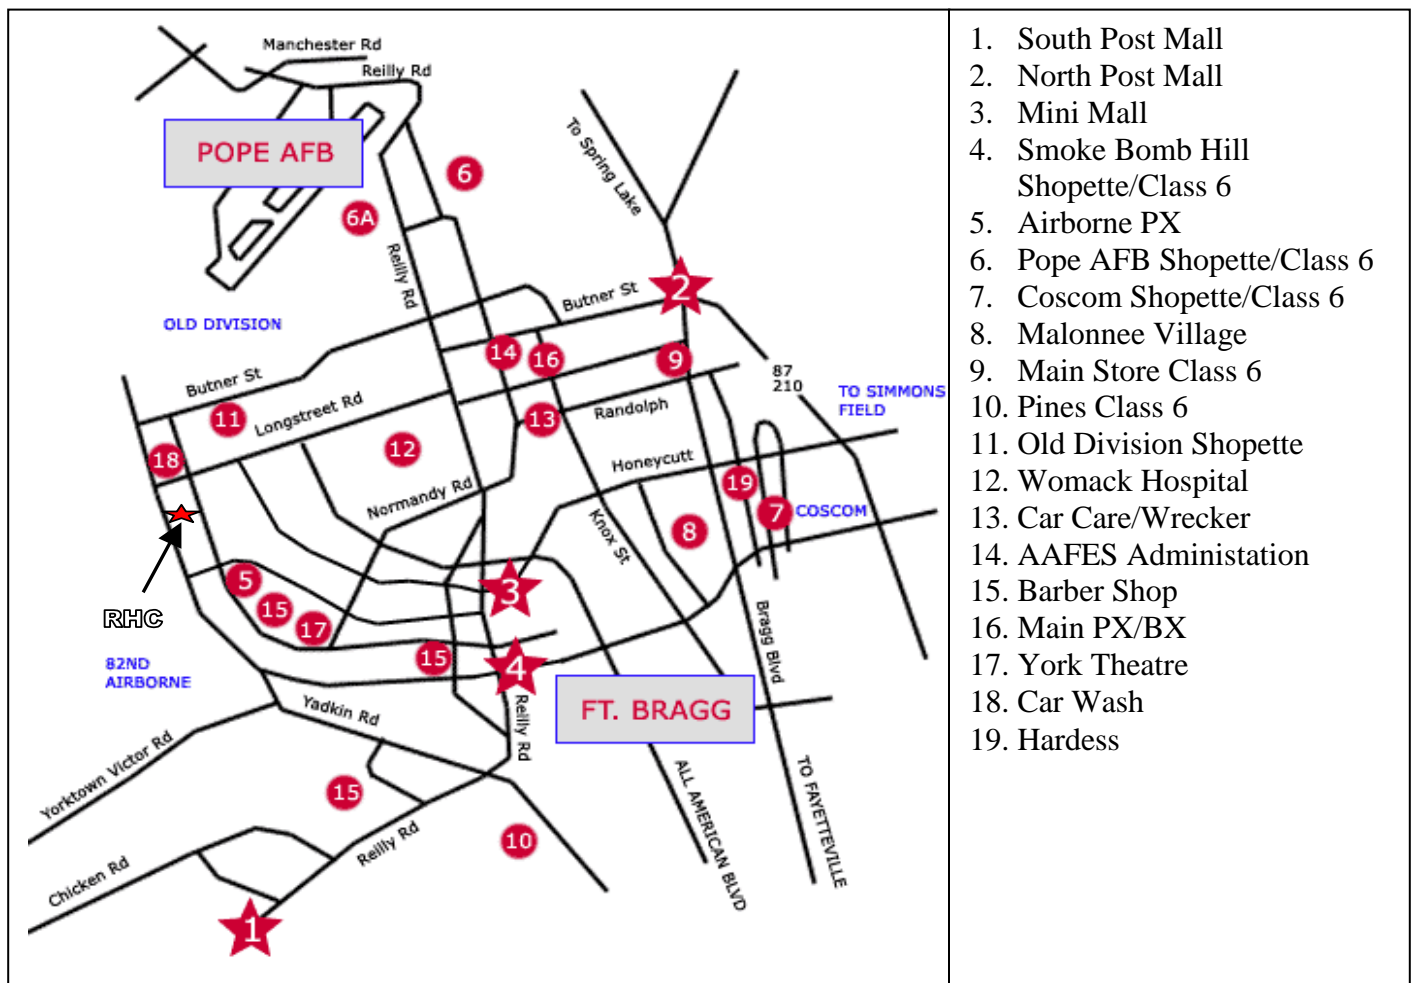 Manchester Rd
Reilly Rd
POPE AFB
6
6A
To Spring Lake
Reilly Rd
2
Butner St
OLD DIVISION
14
16
9
87
210
TO SIMMONS
FIELD
Butner St
Longstreet Rd
11
13
Randolph
12
18
Honeycutt
19
Normandy Rd
7
COSCOM
Knox St
8
RHC
5
3
15
17
Bragg Blvd
15
4
82ND
AIRBORNE
Yadkin Rd
Reilly Rd
FT. BRAGG
Yorktown Victor Rd
15
ALL AMERICAN BLVD
TO FAYETTEVILLE
Reilly Rd
10
Chicken Rd
1
1. South Post Mall
2. North Post Mall
3. Mini Mall
4. Smoke Bomb Hill
Shopette/Class 6
5. Airborne PX
6. Pope AFB Shopette/Class 6
7. Coscom Shopette/Class 6
8. Malonnee Village
9. Main Store Class 6
10. Pines Class 6
11. Old Division Shopette
12. Womack Hospital
13. Car Care/Wrecker
14. AAFES Administation
15. Barber Shop
16. Main PX/BX
17. York Theatre
18. Car Wash
19. Hardess